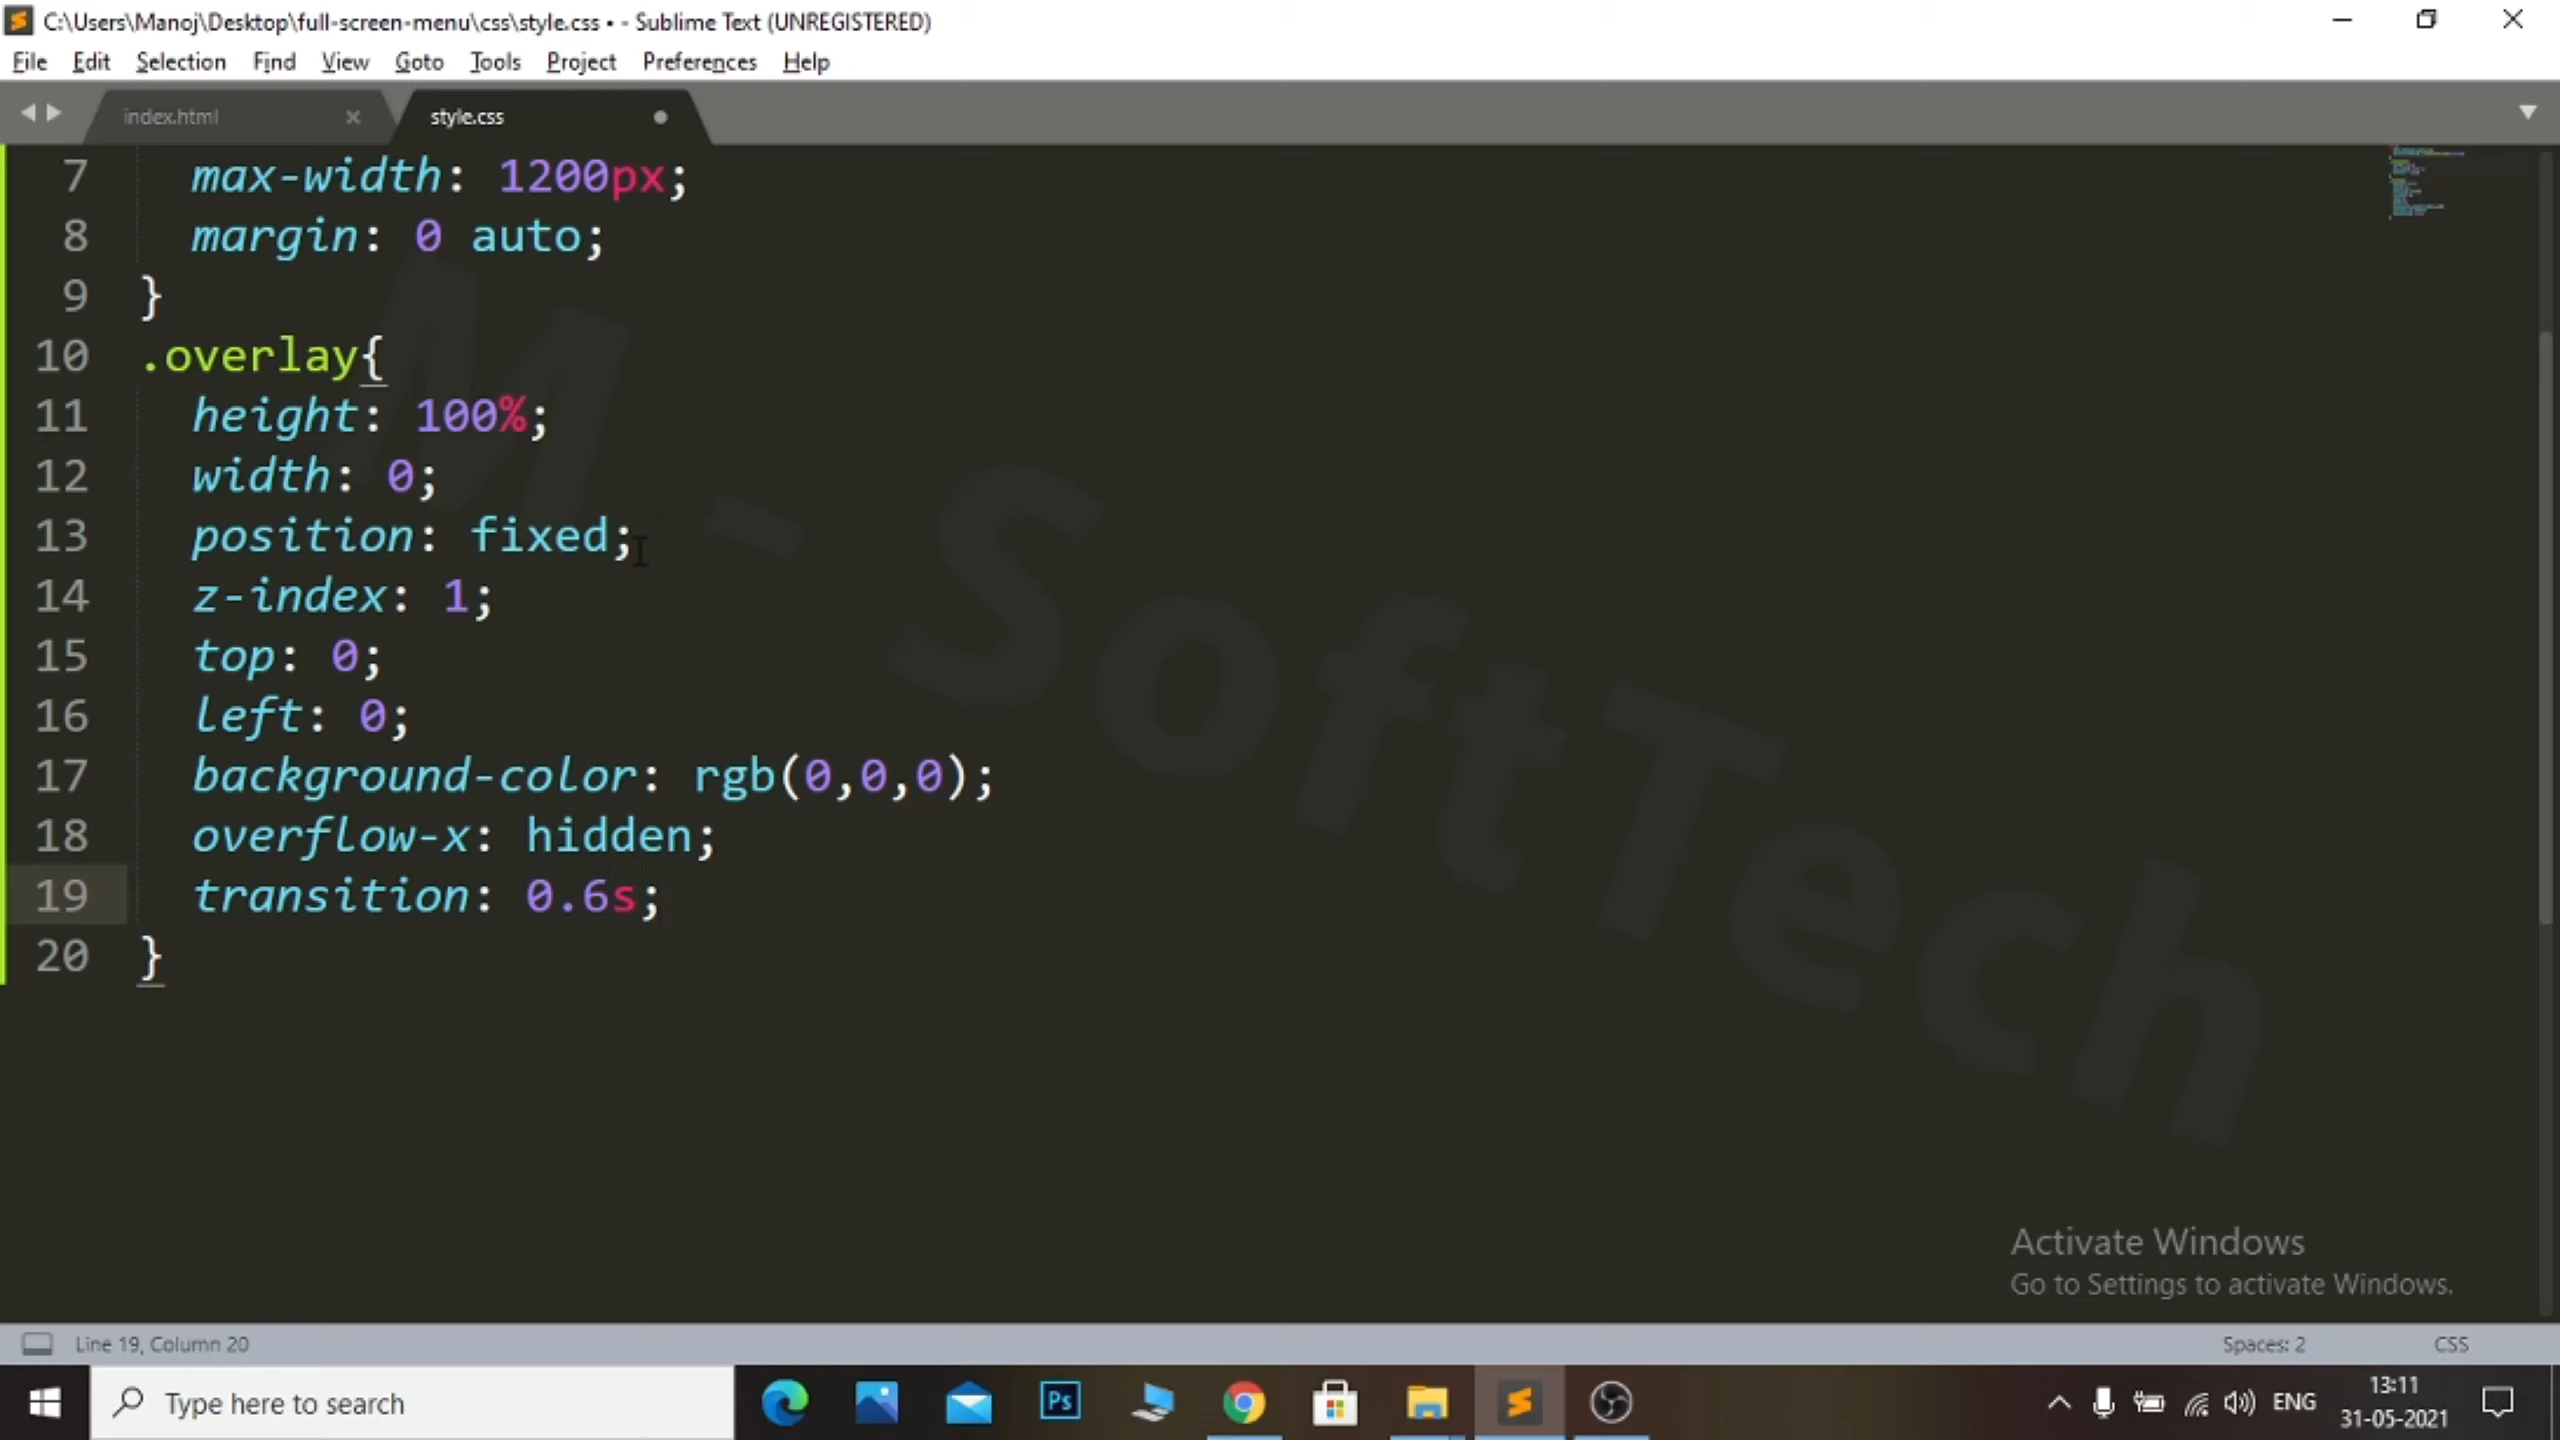 C:\Users\Manoj\Desktop\full-screen-menu\css\style.css • - Sublime Text (UNREGISTERED)
File Edit Selection Find View Goto Tools Project Preferences Help
index.html style.css
7 max-width: 1200px;
8 margin: 0 auto;
9 }
10 .overlay{
11 height: 100%;
12 width: 0;
13 position: fixed;
14 z-index: 1;
15 top: 0;
16 left: 0;
17 background-color: rgb(0,0,0);
18 overflow-x: hidden;
19 transition: 0.6s;
20 }
M - SoftTech
Activate Windows
Go to Settings to activate Windows.
Line 19, Column 20 Spaces: 2 CSS
Type here to search Ps ENG 13:11
31-05-2021